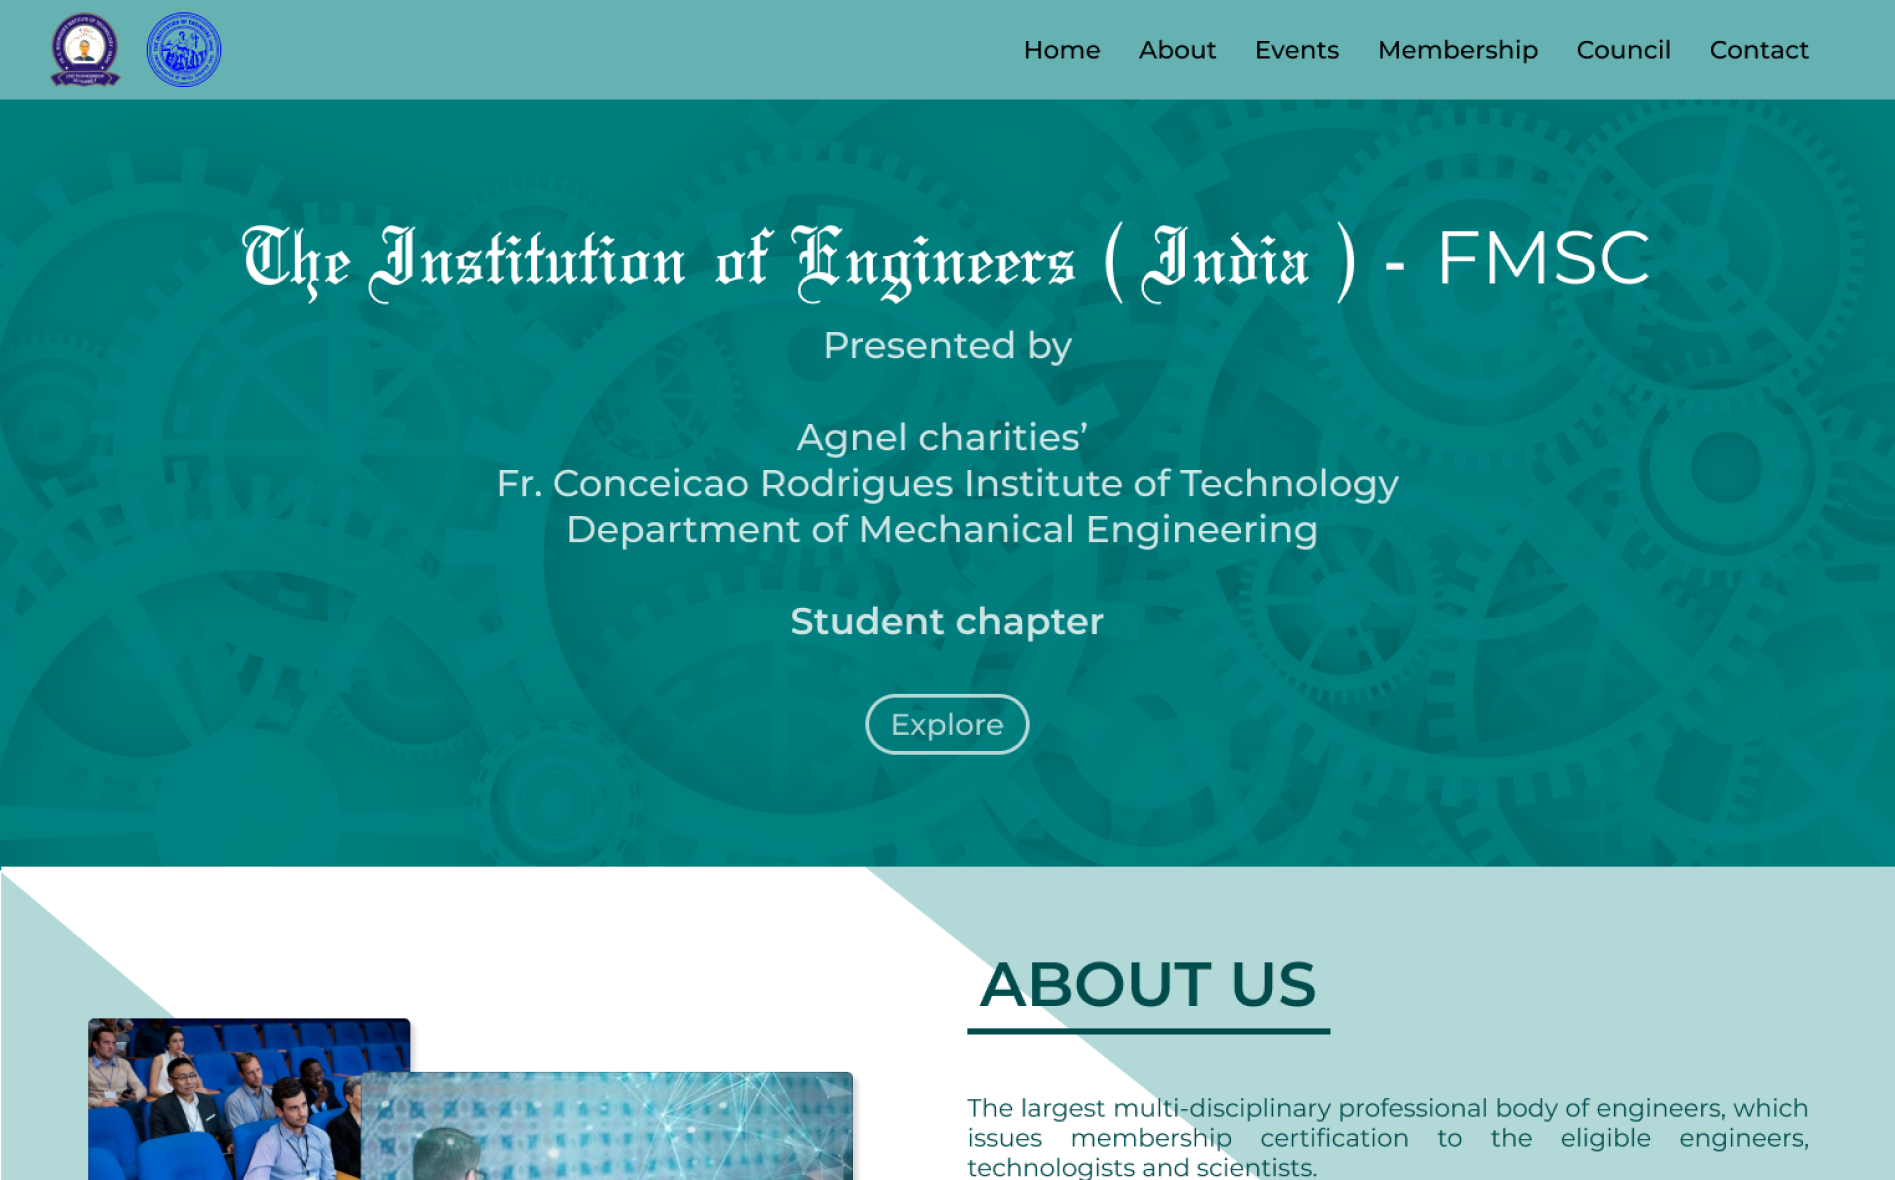 Home About Events Membership Council Contact
The Institution of Engineers ( India ) - FMSC
Presented by
Agnel charities’
Fr. Conceicao Rodrigues Institute of Technology
Department of Mechanical Engineering
Student chapter
Explore
ABOUT US
The largest multi-disciplinary professional body of engineers, which
issues membership certification to the eligible engineers,
technologists and scientists.